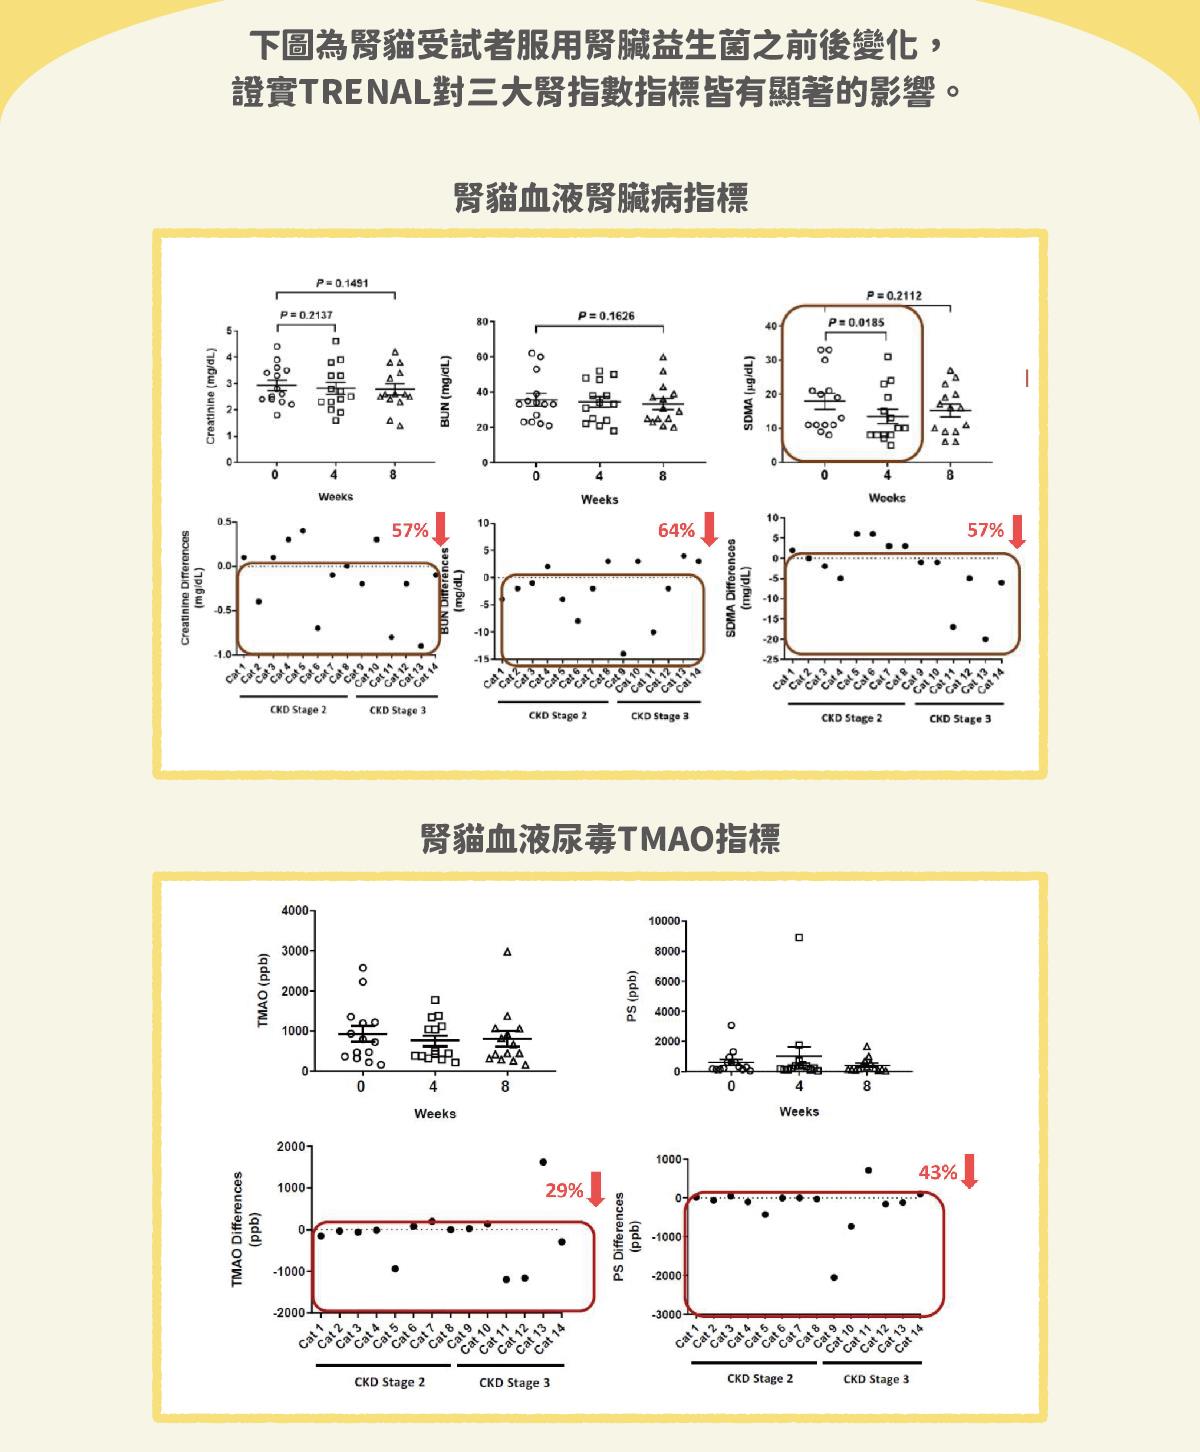 下圖為腎貓受試者服用腎臟益生菌之前後變化，
證實TRENAL對三大腎指數指標皆有顯著的影響。
腎貓血液腎臟病指標
P = 0.1491
P = 0.2137
Creatinine (mg/dL)
5
4
3
2
1
0
0 4 8
Weeks
P = 0.1626
BUN (mg/dL)
80
60
40
20
0
0 4 8
Weeks
P = 0.2112
P = 0.0185
SDMA (µg/dL)
40
30
20
10
0
0 4 8
Weeks
57%
Creatinine Differences
(mg/dL)
0.5
0.0
-0.5
-1.0
Cat 1 Cat 2 Cat 3 Cat 4 Cat 5 Cat 6 Cat 7 Cat 8 Cat 9 Cat 10 Cat 11 Cat 12 Cat 13 Cat 14
CKD Stage 2 CKD Stage 3
64%
BUN Differences
(mg/dL)
10
5
0
-5
-10
-15
Cat 1 Cat 2 Cat 3 Cat 4 Cat 5 Cat 6 Cat 7 Cat 8 Cat 9 Cat 10 Cat 11 Cat 12 Cat 13 Cat 14
CKD Stage 2 CKD Stage 3
57%
SDMA Differences
(mg/dL)
10
5
0
-5
-10
-15
-20
-25
Cat 1 Cat 2 Cat 3 Cat 4 Cat 5 Cat 6 Cat 7 Cat 8 Cat 9 Cat 10 Cat 11 Cat 12 Cat 13 Cat 14
CKD Stage 2 CKD Stage 3
腎貓血液尿毒TMAO指標
TMAO (ppb)
4000
3000
2000
1000
0
0 4 8
Weeks
PS (ppb)
10000
8000
6000
4000
2000
0
0 4 8
Weeks
29%
TMAO Differences
(ppb)
2000
1000
0
-1000
-2000
Cat 1 Cat 2 Cat 3 Cat 4 Cat 5 Cat 6 Cat 7 Cat 8 Cat 9 Cat 10 Cat 11 Cat 12 Cat 13 Cat 14
CKD Stage 2 CKD Stage 3
43%
PS Differences
(ppb)
1000
0
-1000
-2000
-3000
Cat 1 Cat 2 Cat 3 Cat 4 Cat 5 Cat 6 Cat 7 Cat 8 Cat 9 Cat 10 Cat 11 Cat 12 Cat 13 Cat 14
CKD Stage 2 CKD Stage 3